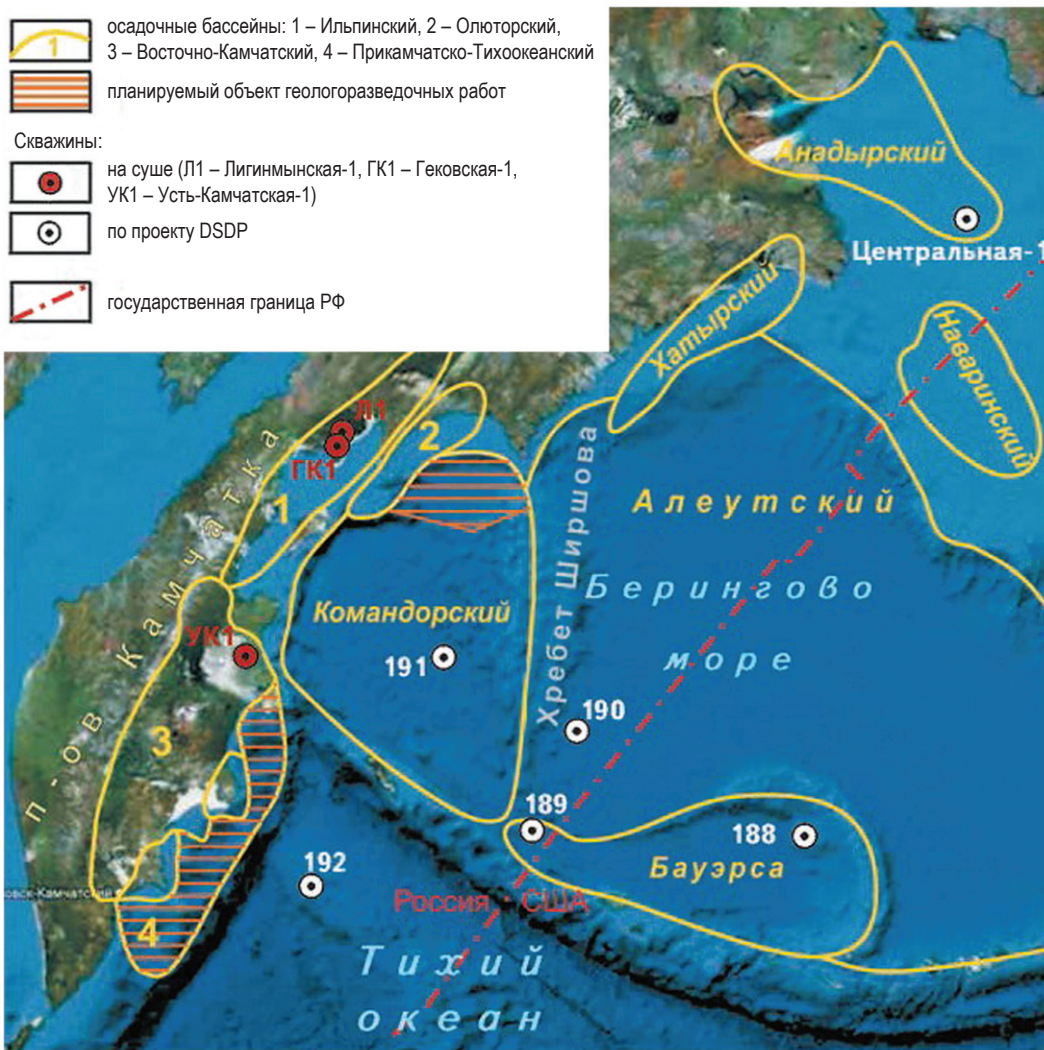 1
осадочные бассейны: 1 – Ильпинский, 2 – Олюторский,
3 – Восточно-Камчатский, 4 – Прикамчатско-Тихоокеанский
планируемый объект геологоразведочных работ
Скважины:
на суше (Л1 – Лигинмынская-1, ГК1 – Гековская-1,
УК1 – Усть-Камчатская-1)
по проекту DSDP
государственная граница РФ
Анадырский
Центральная-1
Хатырский
Наваринский
Л1
ГК1
2
1
п-ов Камчатка
Хребет Ширшова
Алеутский
Берингово
море
Командорский
УК1
191
190
3
189
188
Бауэрса
192
овск-Камчатский
Россия США
4
Тихий
океан